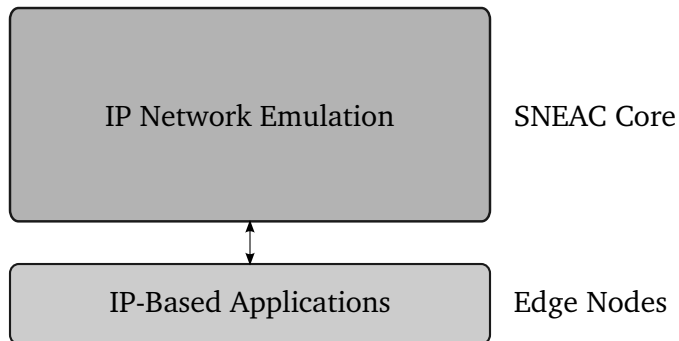 IP Network Emulation
SNEAC Core
IP-Based Applications
Edge Nodes